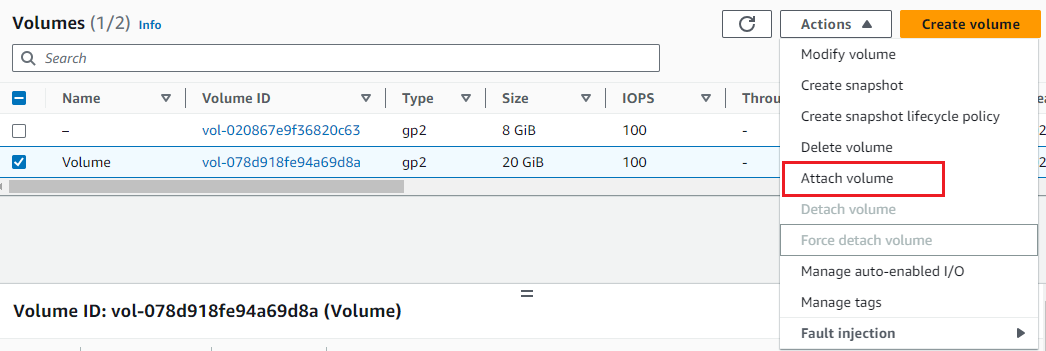 Volumes (1/2) Info
Actions
Create volume
Search
Name Volume ID Type Size IOPS Throu
– vol-020867e9f36820c63 gp2 8 GiB 100 -
Volume vol-078d918fe94a69d8a gp2 20 GiB 100 -
Modify volume
Create snapshot
Create snapshot lifecycle policy
Delete volume
Attach volume
Detach volume
Force detach volume
Manage auto-enabled I/O
Manage tags
Fault injection
Volume ID: vol-078d918fe94a69d8a (Volume)